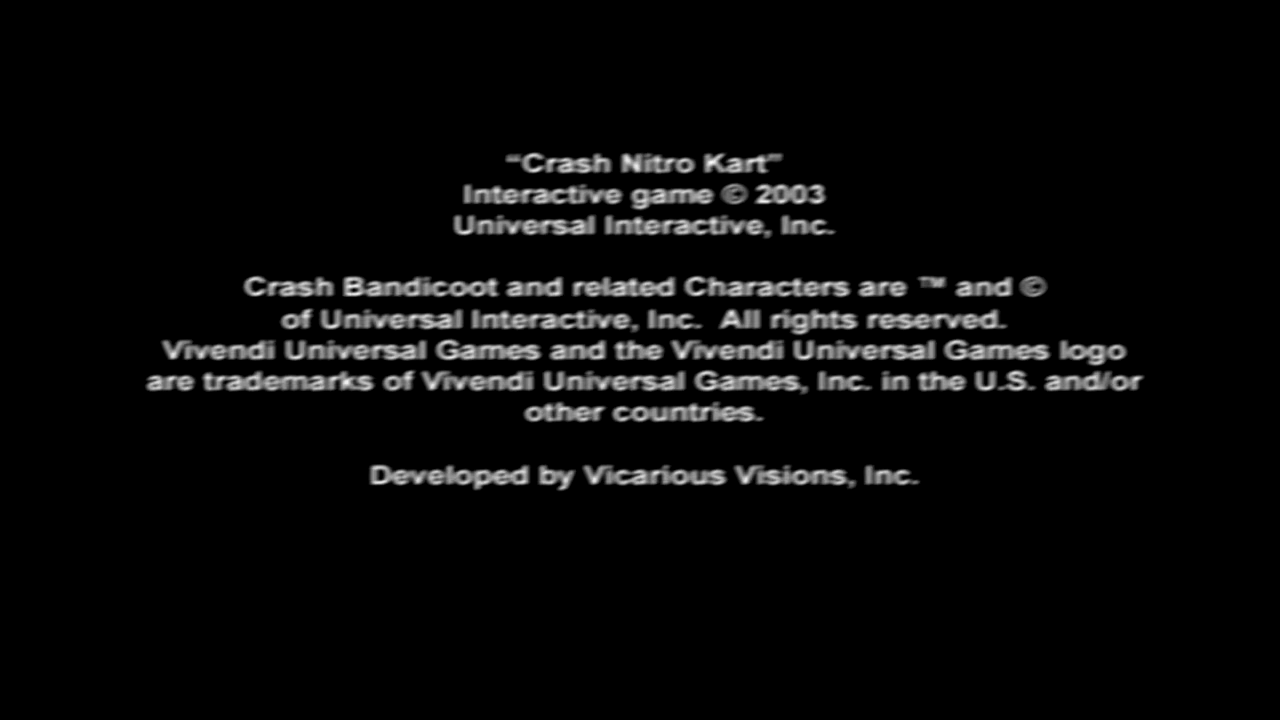 “Crash Nitro Kart”
Interactive game © 2003
Universal Interactive, Inc.
Crash Bandicoot and related Characters are ™ and ©
of Universal Interactive, Inc.  All rights reserved.
Vivendi Universal Games and the Vivendi Universal Games logo
are trademarks of Vivendi Universal Games, Inc. in the U.S. and/or
other countries.
Developed by Vicarious Visions, Inc.